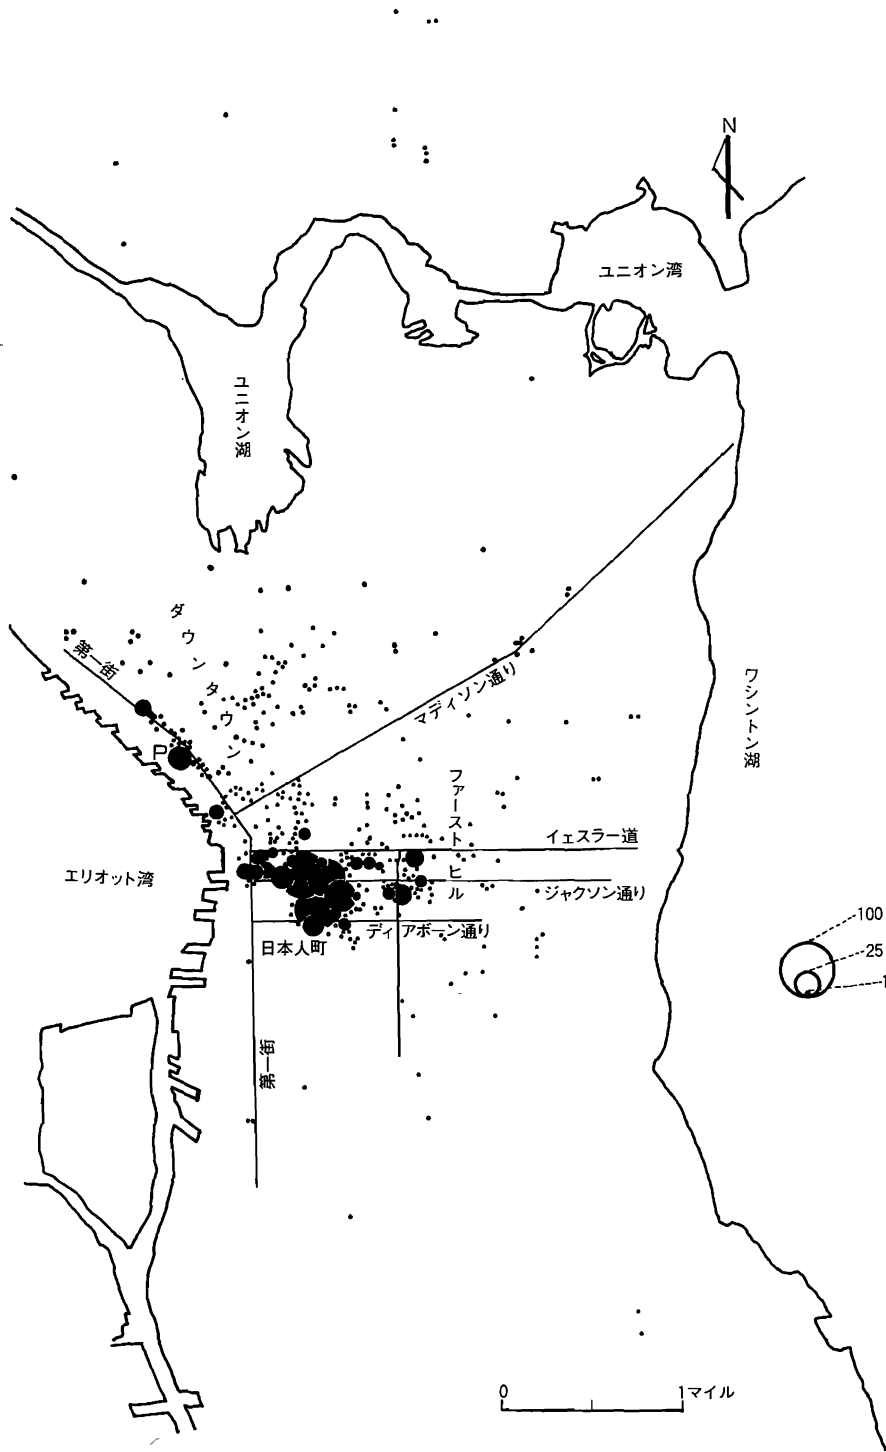 N
ユニオン湾
ユニオン湖
ダウンタウン
第一街
マディソン通り
ワシントン湖
P
ファーストヒル
イェスラー道
エリオット湾
ジャクソン通り
100
ディアボーン通り
日本人町
25
1
第一街
0 1マイル